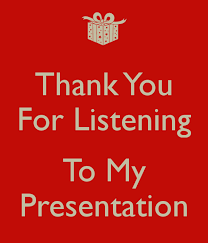 Thank You
For Listening
To My
Presentation